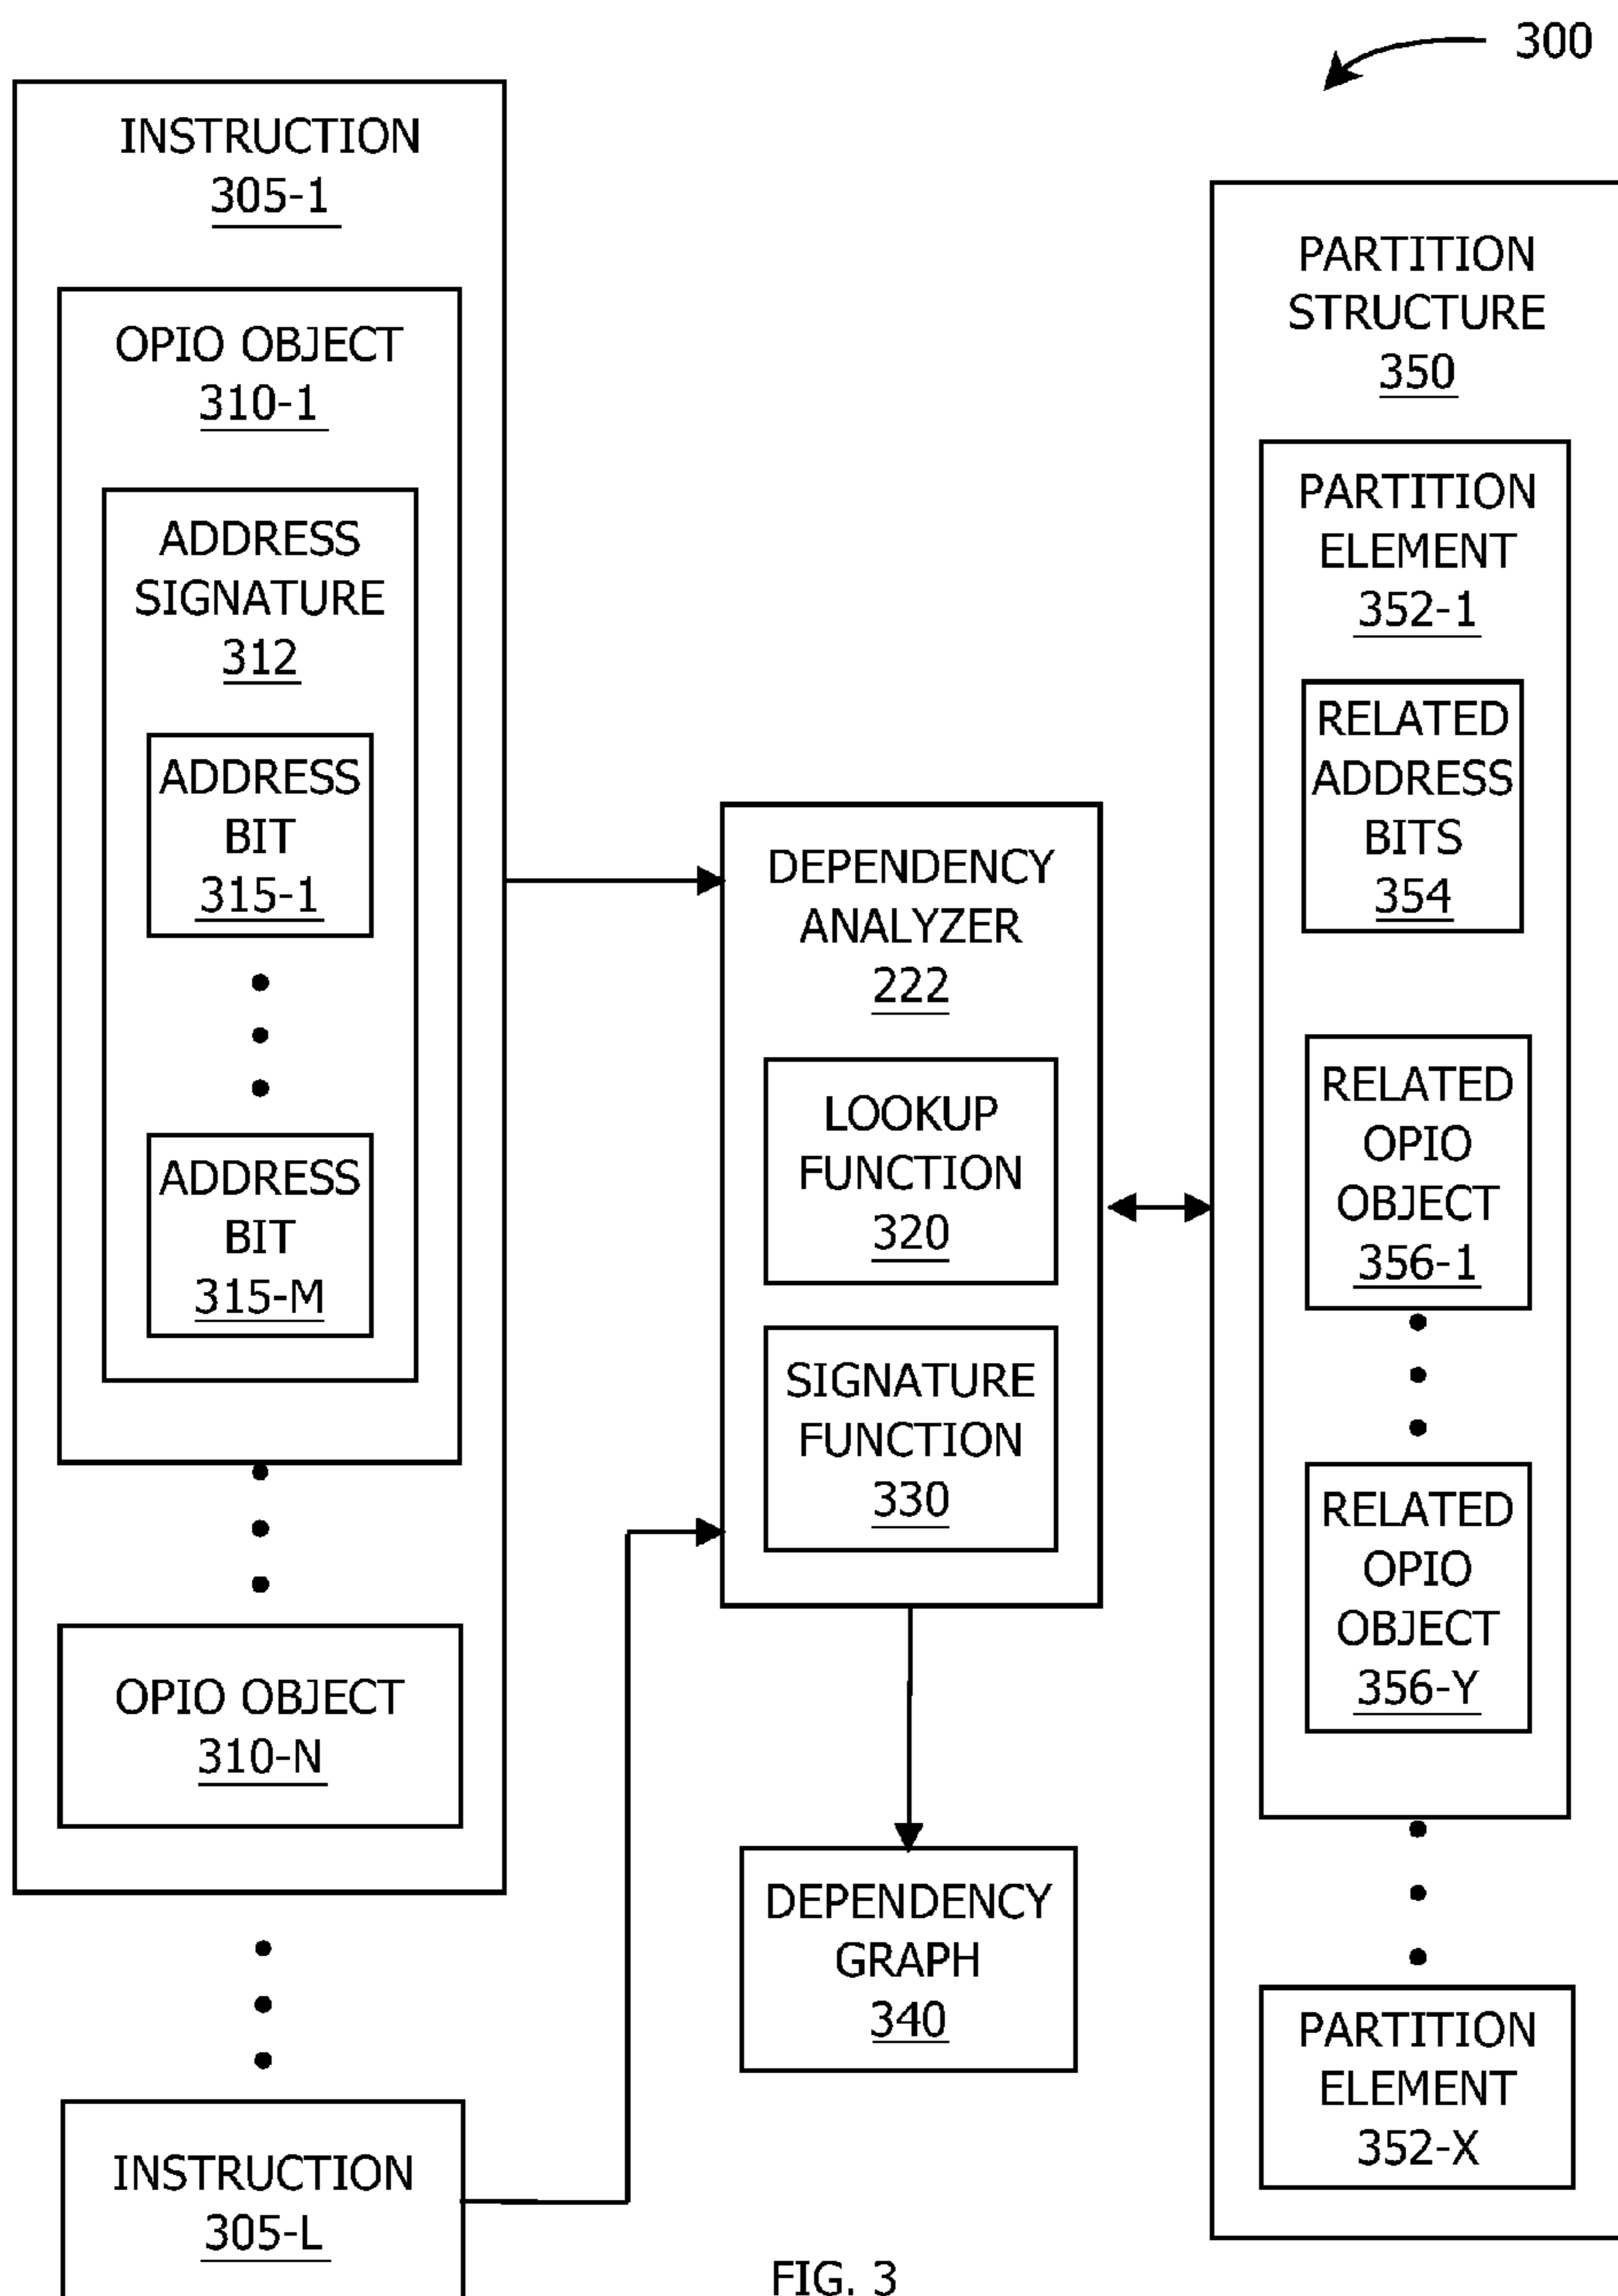 300
INSTRUCTION
305-1
OPIO OBJECT
310-1
ADDRESS
SIGNATURE
312
ADDRESS
BIT
315-1
ADDRESS
BIT
315-M
OPIO OBJECT
310-N
INSTRUCTION
305-L
DEPENDENCY
ANALYZER
222
LOOKUP
FUNCTION
320
SIGNATURE
FUNCTION
330
DEPENDENCY
GRAPH
340
PARTITION
STRUCTURE
350
PARTITION
ELEMENT
352-1
RELATED
ADDRESS
BITS
354
RELATED
OPIO
OBJECT
356-1
RELATED
OPIO
OBJECT
356-Y
PARTITION
ELEMENT
352-X
FIG. 3